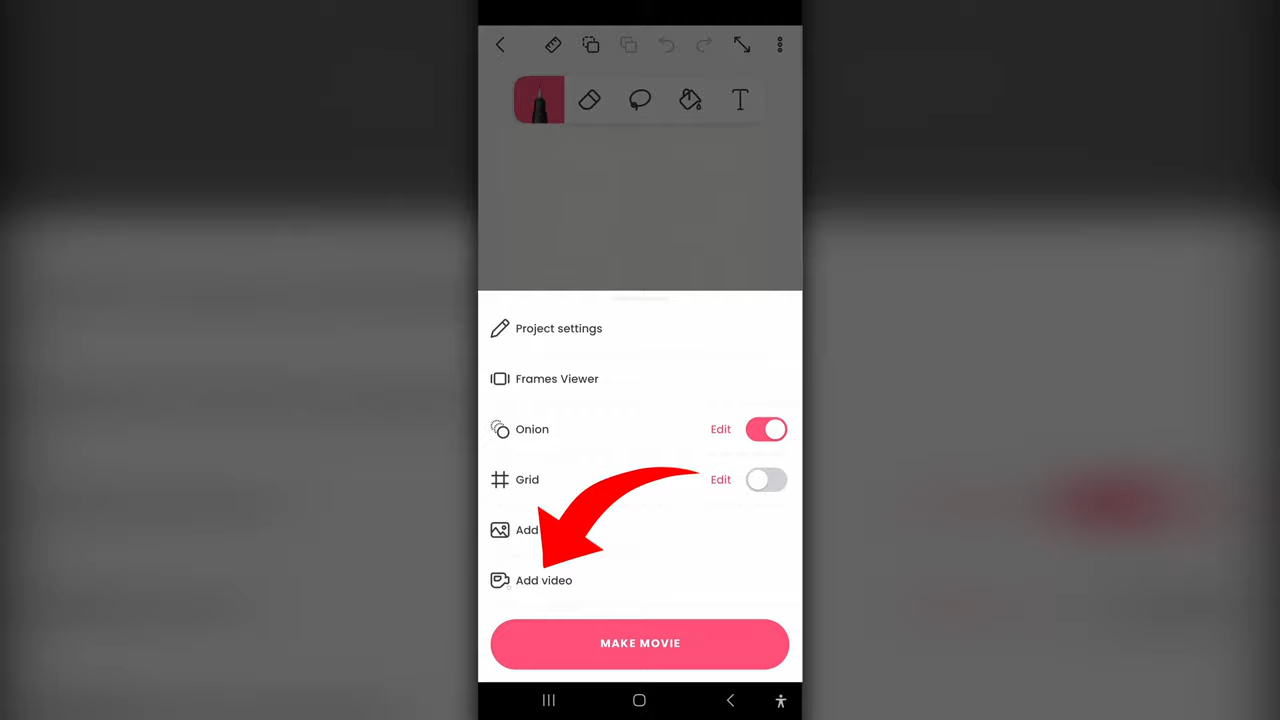 T
Project settings
Frames Viewer
Onion
Edit
Grid
Edit
Add
Add video
MAKE MOVIE